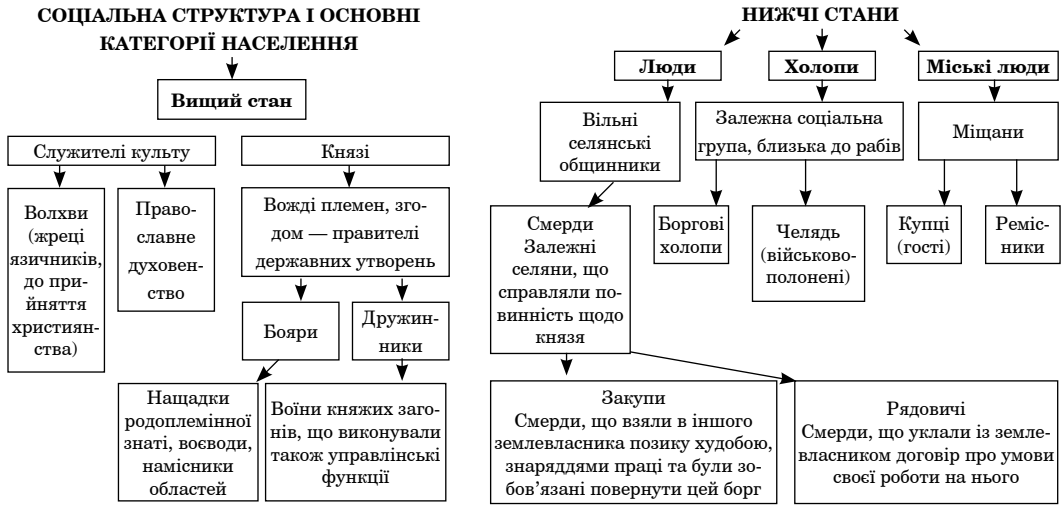 СОЦІАЛЬНА СТРУКТУРА І ОСНОВНІ
КАТЕГОРІЇ НАСЕЛЕННЯ
Вищий стан
Служителі культу
Князі
Волхви
(жреці
язичників,
до при-
йняття
християн-
ства)
Право-
славне
духовен-
ство
Вожді племен, зго-
дом — правителі
державних утворень
Бояри
Дружин-
ники
Нащадки
родоплемінної
знаті, воєводи,
намісники
областей
Воїни княжих заго-
нів, що виконували
також управлінські
функції
НИЖЧІ СТАНИ
Люди
Холопи
Міські люди
Вільні
селянські
общинники
Залежна соціальна
група, близька до рабів
Міщани
Смерди
Залежні
селяни, що
справляли по-
винність щодо
князя
Боргові
холопи
Челядь
(військово-
полонені)
Купці
(гості)
Реміс-
ники
Закупи
Смерди, що взяли в іншого
землевласника позику худобою,
знаряддями праці та були зо-
бов’язані повернути цей борг
Рядовичі
Смерди, що уклали із земле-
власником договір про умови
своєї роботи на нього